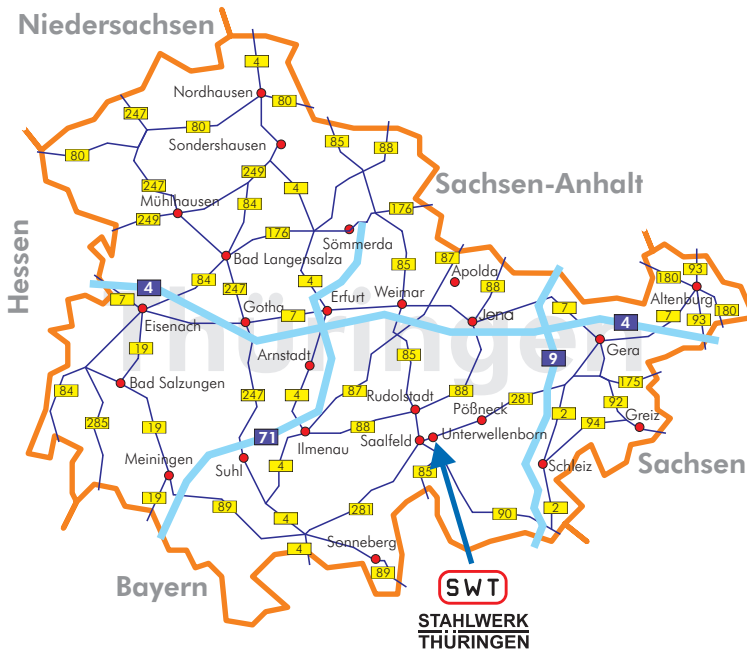 Niedersachsen
4
Nordhausen
80
247
80
85
88
Sondershausen
80
249
247
4
Sachsen-Anhalt
Mühlhausen
84
176
249
176
Sömmerda
Hessen
Bad Langensalza
87
85
Apolda
93
84
4
88
180
4
247
Weimar
Altenburg
7
Erfurt
Gotha
7
Jena
7
7
180
Eisenach
4
93
Thüringen
19
Gera
Arnstadt
85
9
Bad Salzungen
175
84
247
4
87
88
281
92
Rudolstadt
Pößneck
285
2
94
Greiz
19
71
88
Ilmenau
Saalfeld
Unterwellenborn
Meiningen
Suhl
4
85
Schleiz
Sachsen
19
89
281
90
2
4
Sonneberg
4
89
Bayern
SWT
STAHLWERK
THÜRINGEN